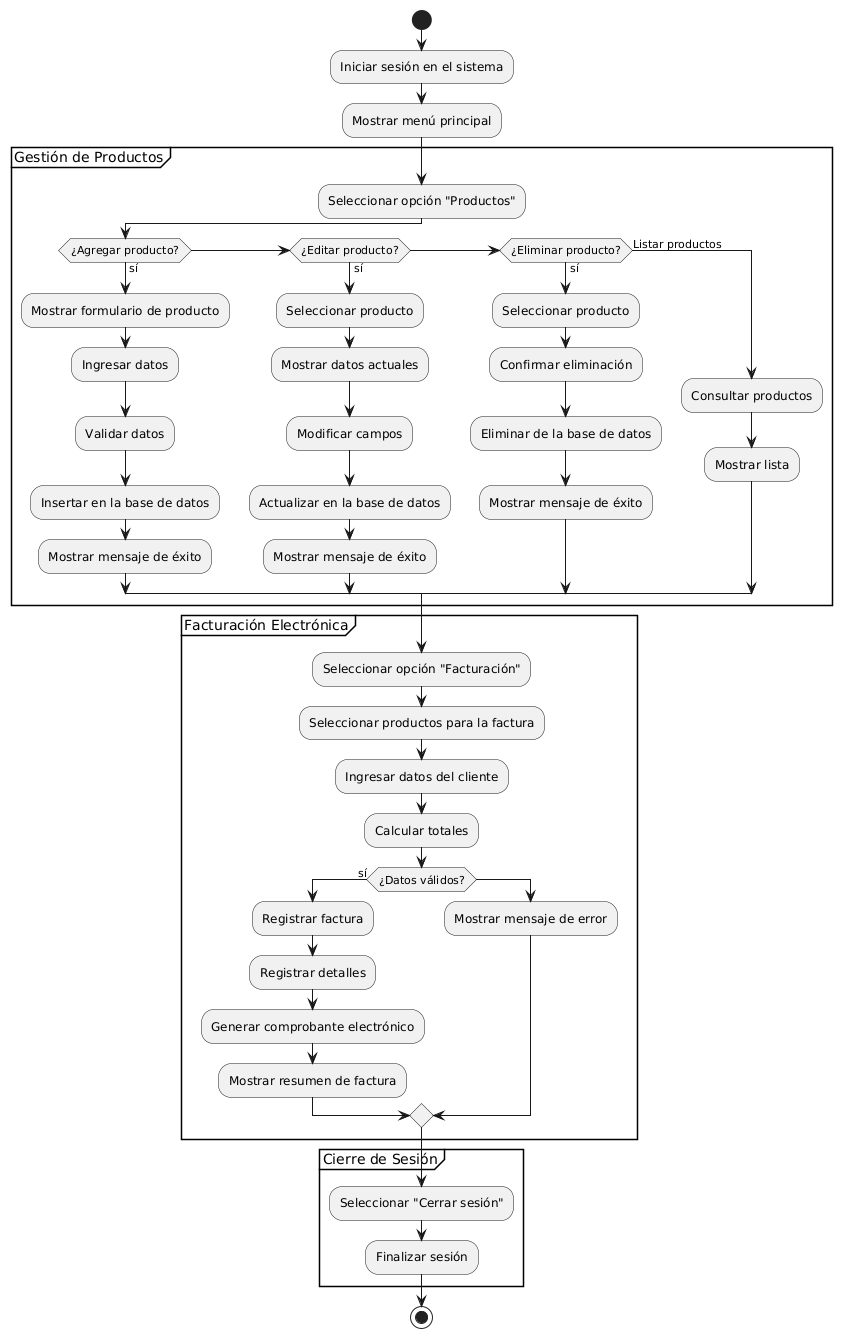 Iniciar sesión en el sistema
Mostrar menú principal
Gestión de Productos
Seleccionar opción "Productos"
¿Agregar producto?
sí
Mostrar formulario de producto
Ingresar datos
Validar datos
Insertar en la base de datos
Mostrar mensaje de éxito
¿Editar producto?
sí
Seleccionar producto
Mostrar datos actuales
Modificar campos
Actualizar en la base de datos
Mostrar mensaje de éxito
¿Eliminar producto?
sí
Seleccionar producto
Confirmar eliminación
Eliminar de la base de datos
Mostrar mensaje de éxito
Listar productos
Consultar productos
Mostrar lista
Facturación Electrónica
Seleccionar opción "Facturación"
Seleccionar productos para la factura
Ingresar datos del cliente
Calcular totales
¿Datos válidos?
sí
Registrar factura
Registrar detalles
Generar comprobante electrónico
Mostrar resumen de factura
Mostrar mensaje de error
Cierre de Sesión
Seleccionar "Cerrar sesión"
Finalizar sesión